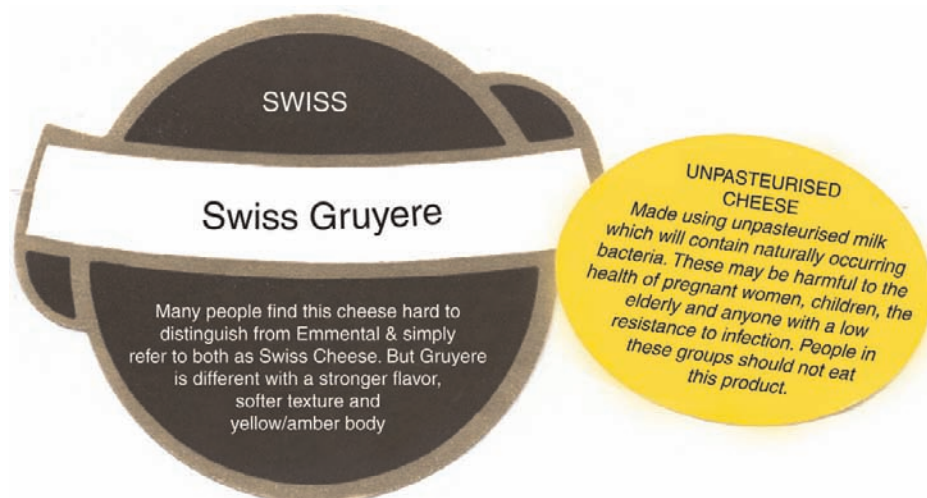 SWISS
Swiss Gruyere
Many people find this cheese hard to
distinguish from Emmental & simply
refer to both as Swiss Cheese. But Gruyere
is different with a stronger flavor,
softer texture and
yellow/amber body
UNPASTEURISED
CHEESE
Made using unpasteurised milk
which will contain naturally occurring
bacteria. These may be harmful to the
health of pregnant women, children, the
elderly and anyone with a low
resistance to infection. People in
these groups should not eat
this product.